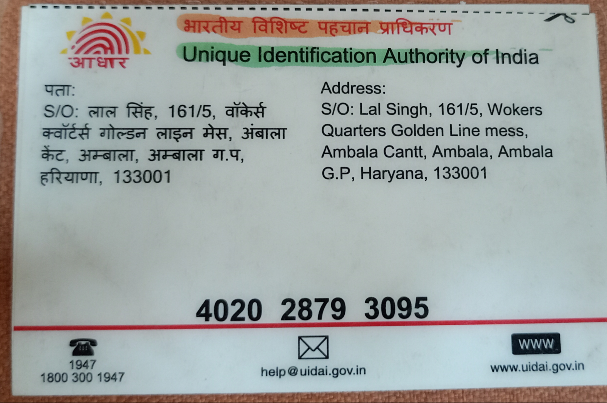 भारतीय विशिष्ट पहचान प्राधिकरण
Unique Identification Authority of India
आधार
पता:
S/O: लाल सिंह, 161/5, वॉकेर्स
क्वॉर्टर्स गोल्डन लाइन मेस, अंबाला
केंट, अम्बाला, अम्बाला ग.प,
हरियाणा, 133001
Address:
S/O: Lal Singh, 161/5, Wokers
Quarters Golden Line mess,
Ambala Cantt, Ambala, Ambala
G.P, Haryana, 133001
4020 2879 3095
1947
1800 300 1947
help@uidai.gov.in
WWW
www.uidai.gov.in